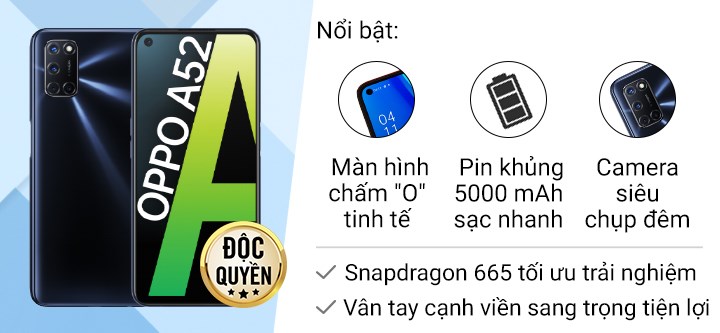 OPPO A52
A
ĐỘC
QUYỀN
Nổi bật:
04
11
Màn hình
chấm "O"
tinh tế
Pin khủng
5000 mAh
sạc nhanh
Camera
siêu
chụp đêm
Snapdragon 665 tối ưu trải nghiệm
Vân tay cạnh viền sang trọng tiện lợi